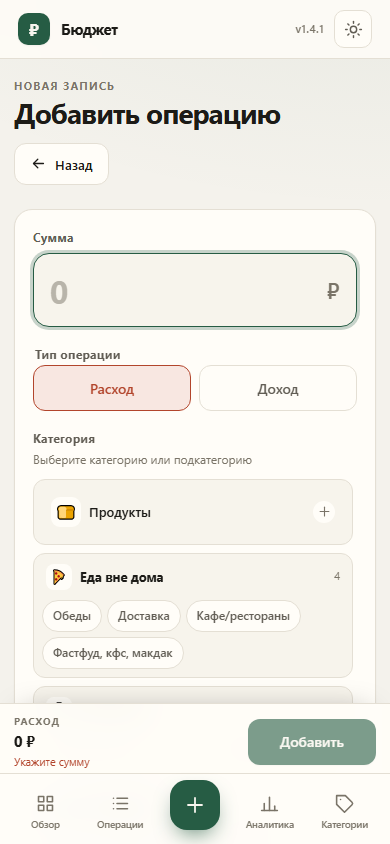 ₽ Бюджет v1.4.1
НОВАЯ ЗАПИСЬ
Добавить операцию
Назад
Сумма
0 ₽
Тип операции
Расход Доход
Категория
Выберите категорию или подкатегорию
Продукты
Еда вне дома 4
Обеды Доставка Кафе/рестораны
Фастфуд, кфс, макдак
РАСХОД
0 ₽
Укажите сумму
Добавить
Обзор Операции Аналитика Категории